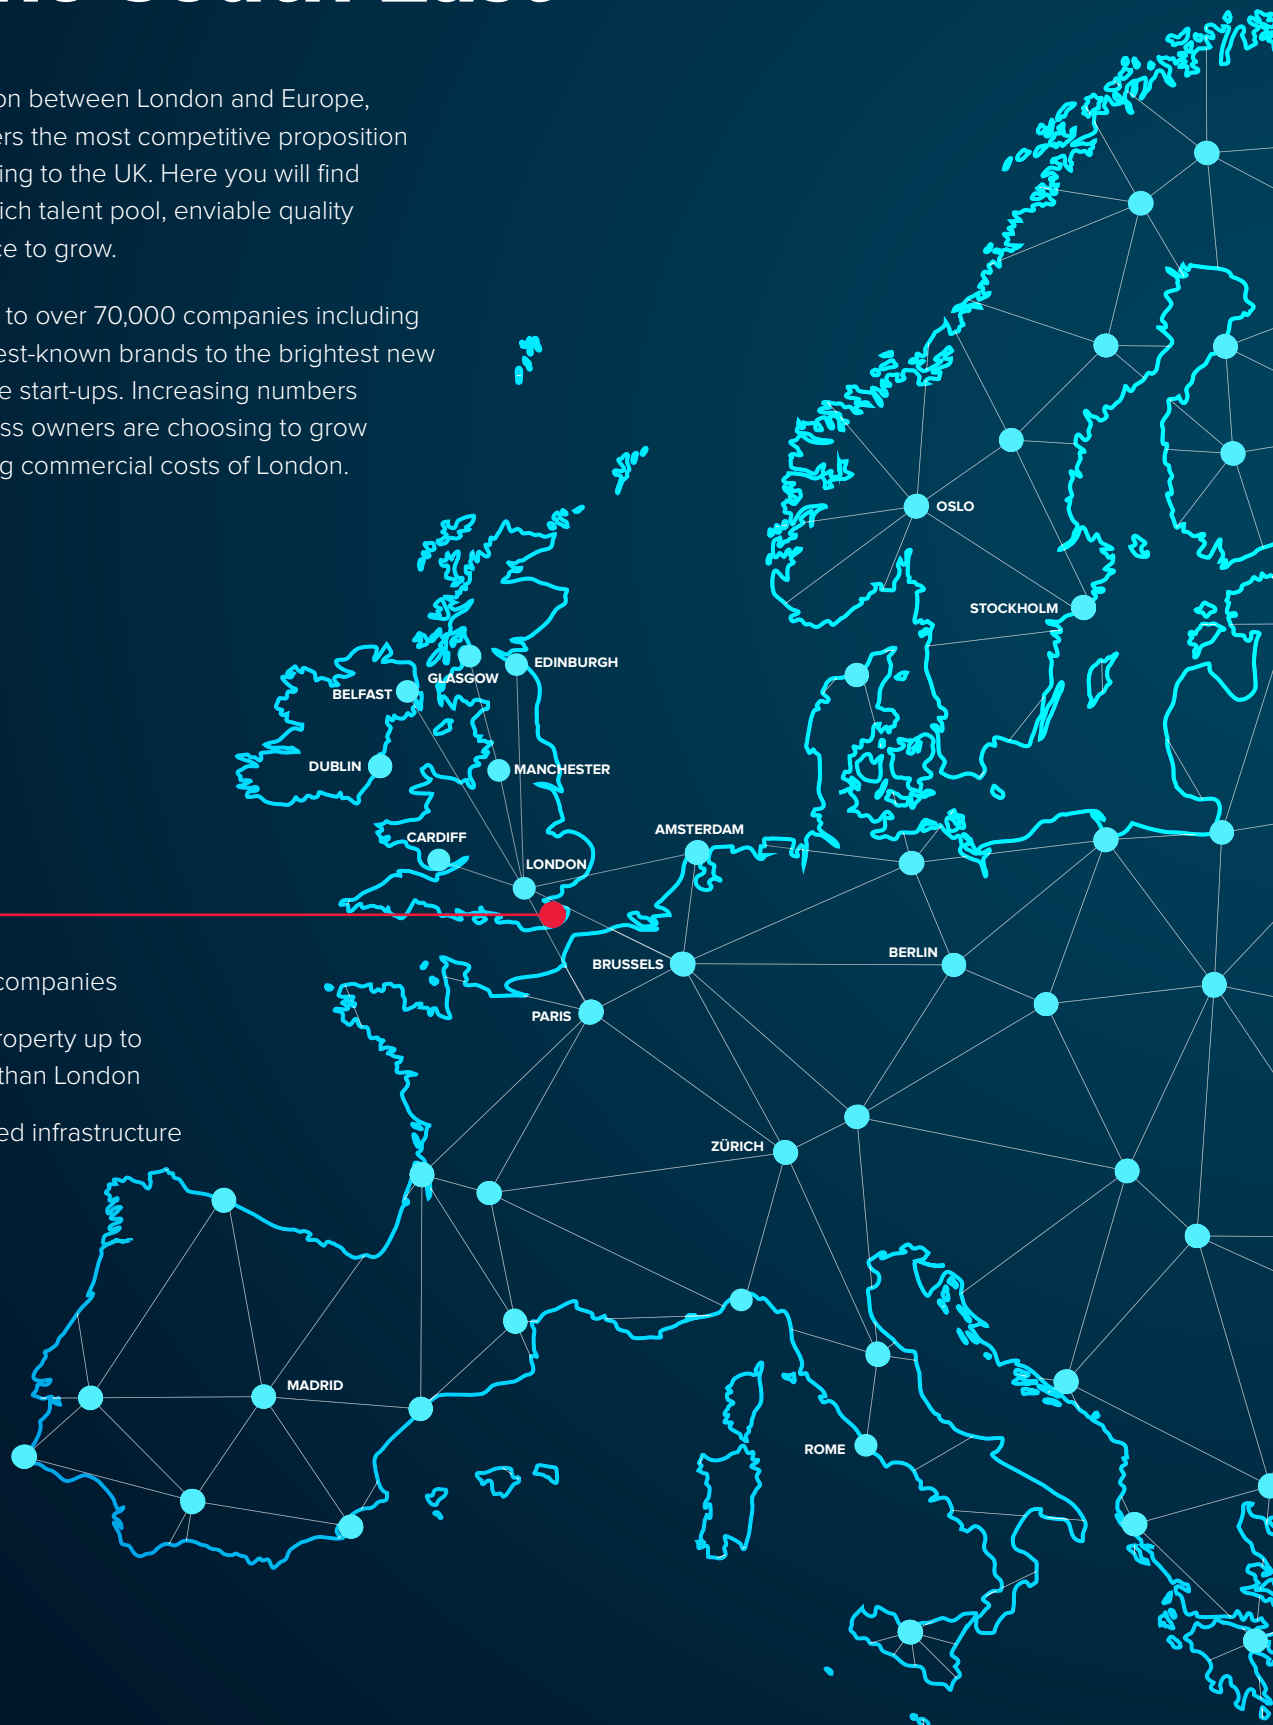 the South East
on between London and Europe,
ers the most competitive proposition
ing to the UK. Here you will find
ich talent pool, enviable quality
ce to grow.
to over 70,000 companies including
est-known brands to the brightest new
e start-ups. Increasing numbers
ss owners are choosing to grow
g commercial costs of London.
OSLO
STOCKHOLM
EDINBURGH
GLASGOW
BELFAST
DUBLIN
MANCHESTER
AMSTERDAM
CARDIFF
LONDON
BERLIN
BRUSSELS
companies
PARIS
roperty up to
than London
ed infrastructure
ZÜRICH
MADRID
ROME